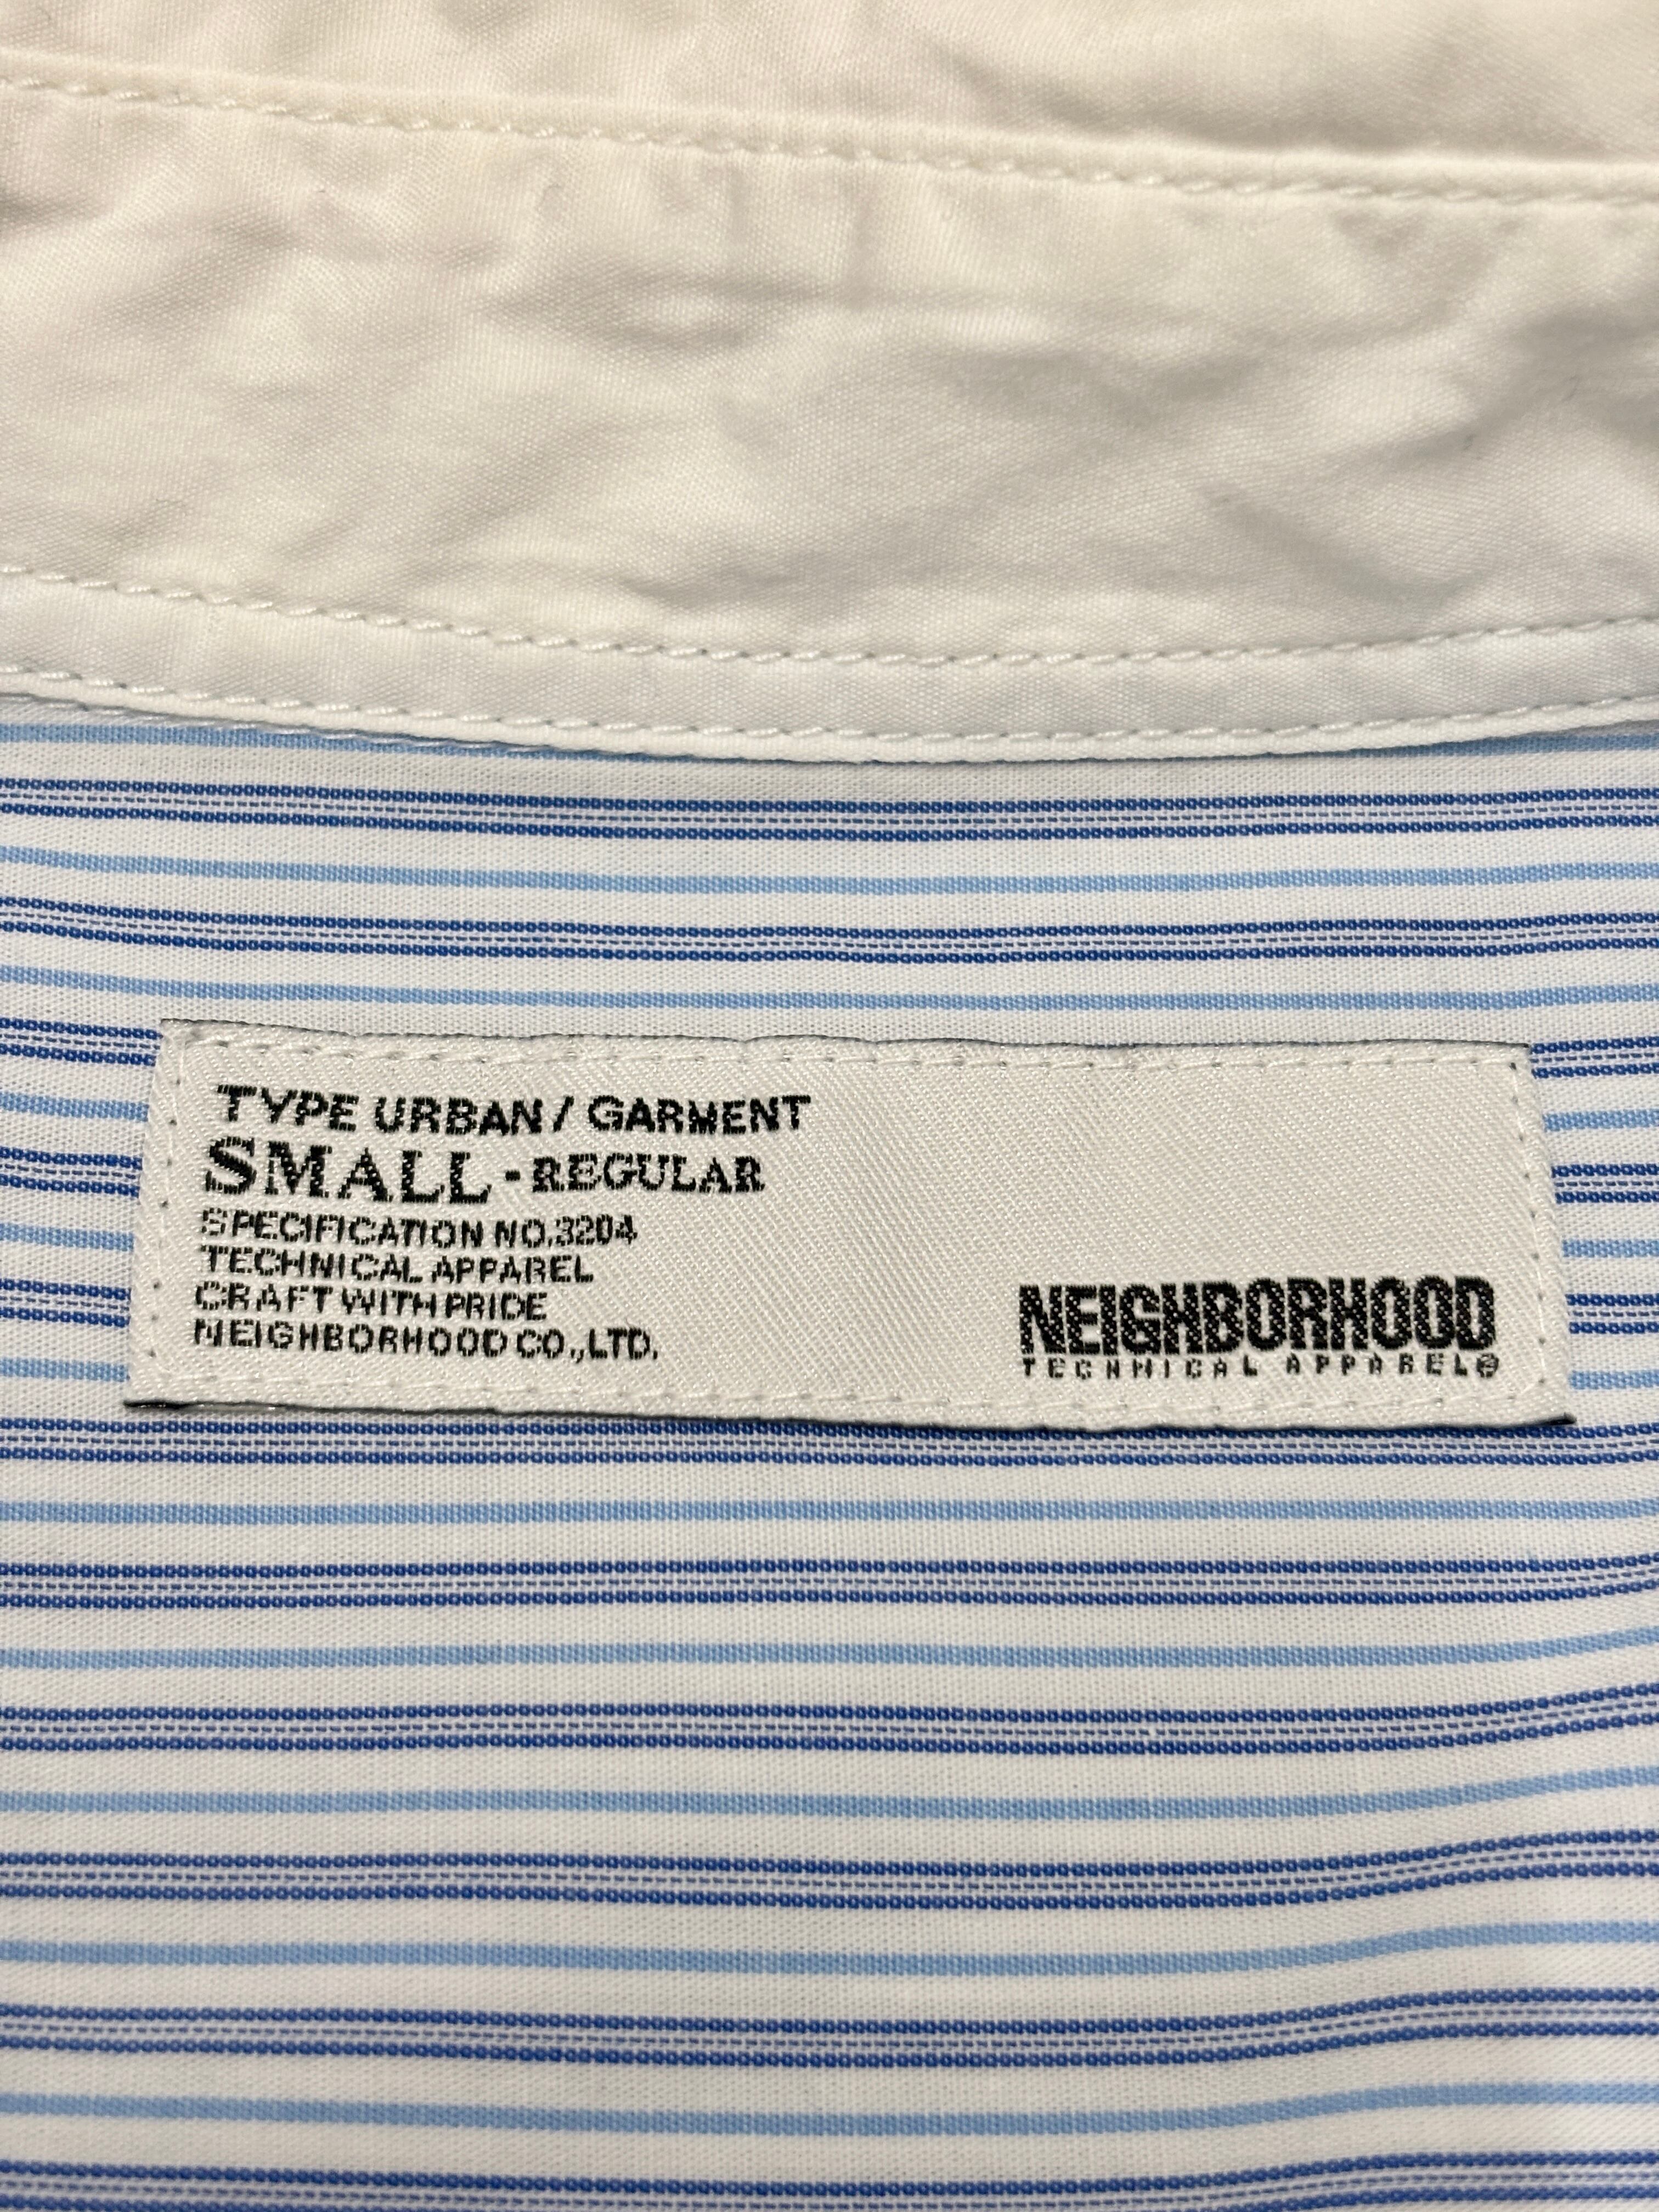 TYPE URBAN / GARMENT
SMALL - REGULAR
SPECIFICATION NO.3204
TECHNICAL APPAREL
CRAFT WITH PRIDE
NEIGHBORHOOD CO.,LTD.
NEIGHBORHOOD
TECHNICAL APPAREL®